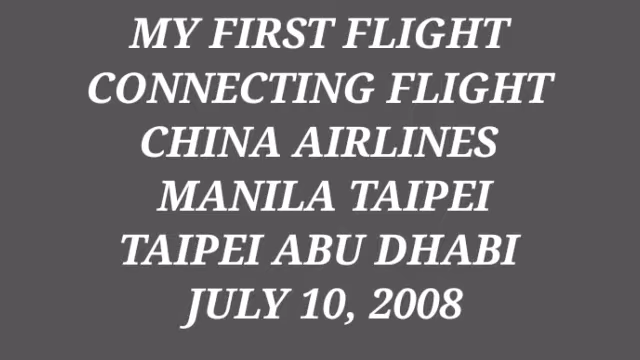 MY FIRST FLIGHT
CONNECTING FLIGHT
CHINA AIRLINES
MANILA TAIPEI
TAIPEI ABU DHABI
JULY 10, 2008